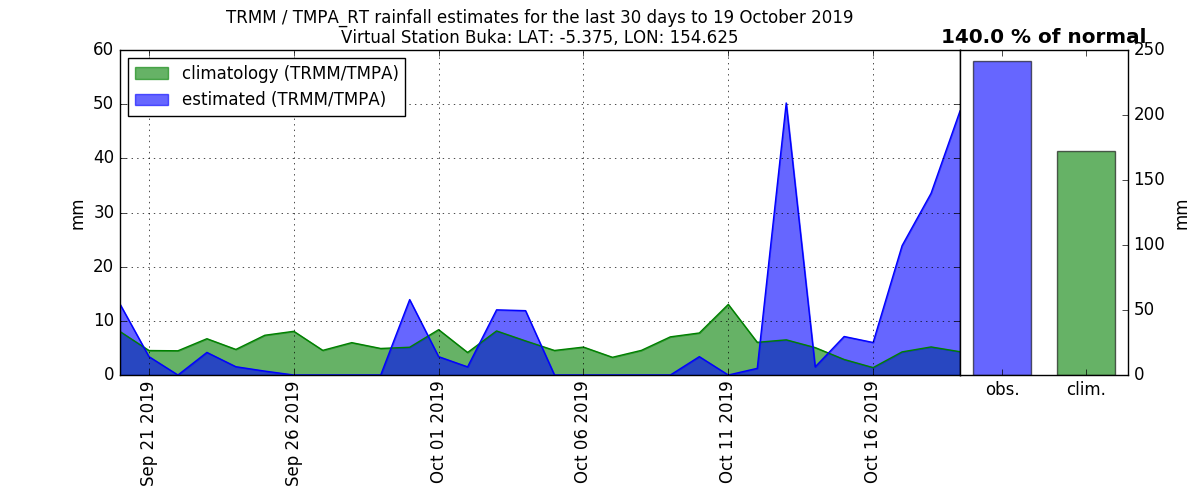 TRMM / TMPA_RT rainfall estimates for the last 30 days to 19 October 2019
Virtual Station Buka: LAT: -5.375, LON: 154.625
140.0 % of normal
climatology (TRMM/TMPA)
estimated (TRMM/TMPA)
60
50
40
30
20
10
0
mm
Sep 21 2019
Sep 26 2019
Oct 01 2019
Oct 06 2019
Oct 11 2019
Oct 16 2019
250
200
150
100
50
0
mm
obs.
clim.